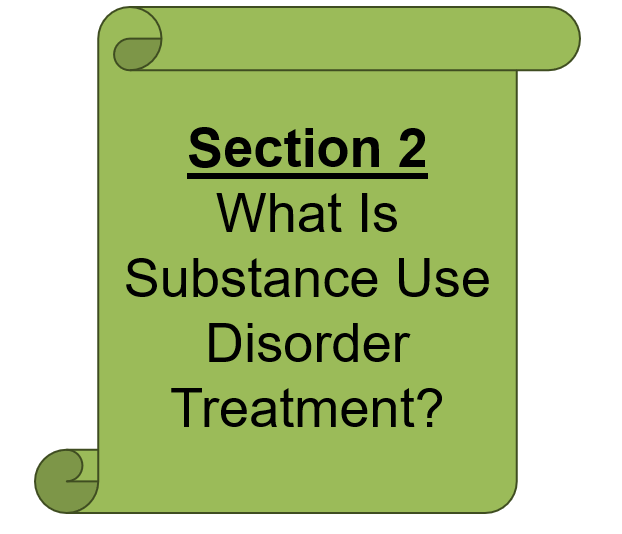 Section 2
What Is
Substance Use
Disorder
Treatment?